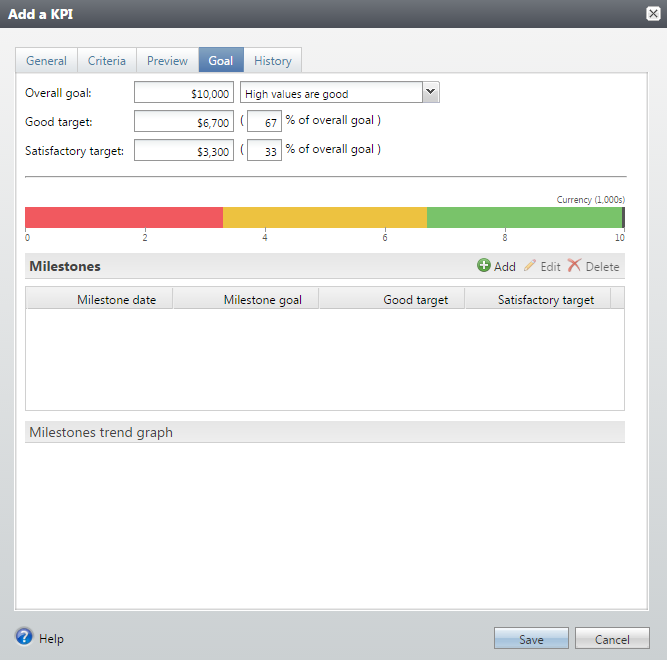 Add a KPI
General Criteria Preview Goal History
Overall goal: $10,000 High values are good
Good target: $6,700 ( 67 % of overall goal )
Satisfactory target: $3,300 ( 33 % of overall goal )
Currency (1,000s)
0 2 4 6 8 10
Milestones Add Edit Delete
Milestone date Milestone goal Good target Satisfactory target
Milestones trend graph
? Help Save Cancel